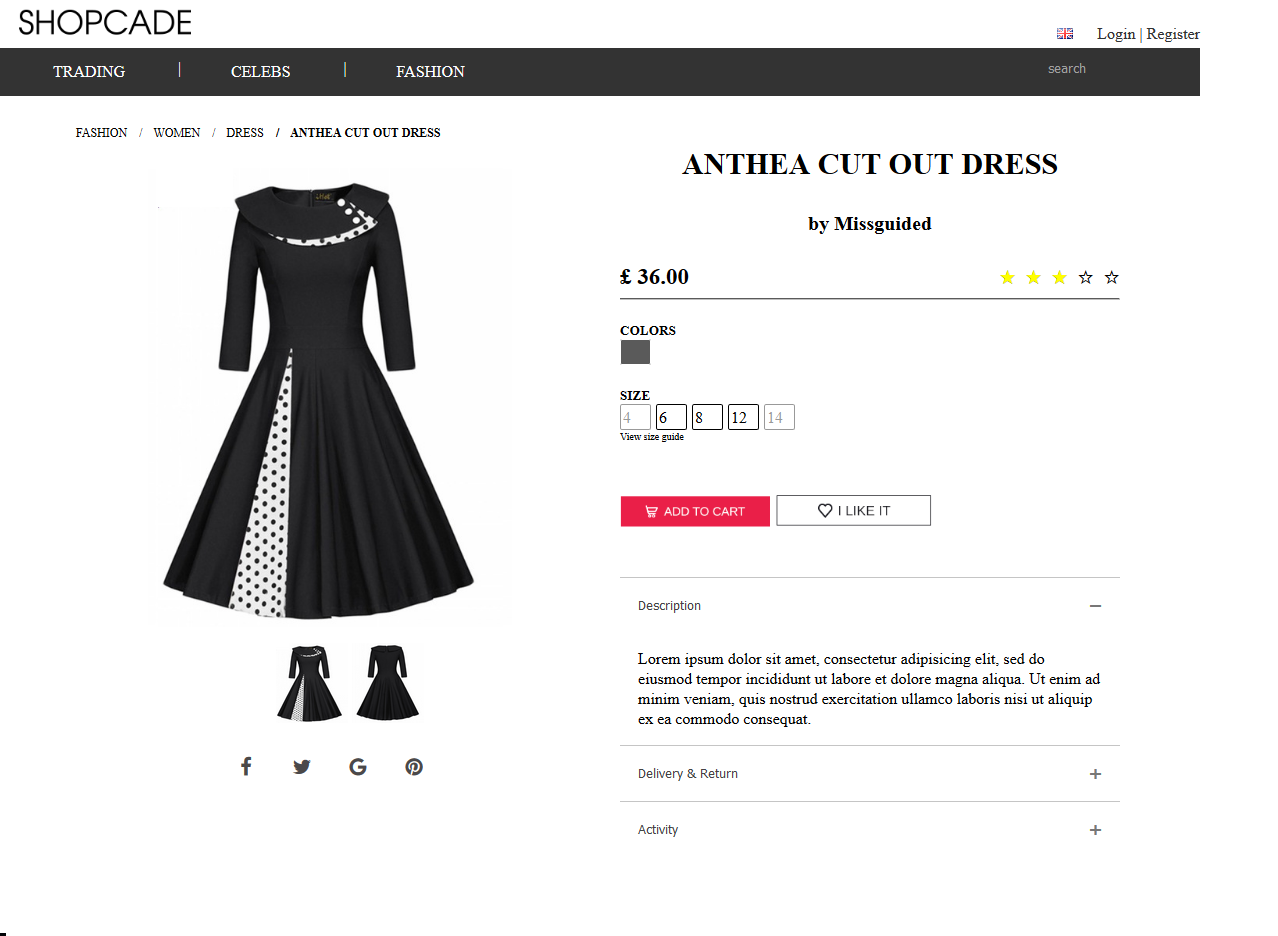 SHOPCADE
Login | Register
TRADING | CELEBS | FASHION
search
FASHION / WOMEN / DRESS / ANTHEA CUT OUT DRESS
ANTHEA CUT OUT DRESS
by Missguided
£ 36.00
COLORS
SIZE
4 6 8 12 14
View size guide
ADD TO CART
I LIKE IT
Description
Lorem ipsum dolor sit amet, consectetur adipisicing elit, sed do
eiusmod tempor incididunt ut labore et dolore magna aliqua. Ut enim ad
minim veniam, quis nostrud exercitation ullamco laboris nisi ut aliquip
ex ea commodo consequat.
Delivery & Return
Activity